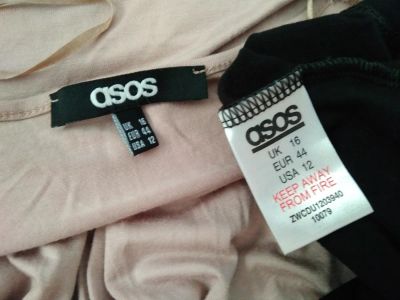 asos
UK 16
EUR 44
USA 12
asos
UK 16
EUR 44
USA 12
KEEP AWAY
FROM FIRE
ZWCDU1203940
10079